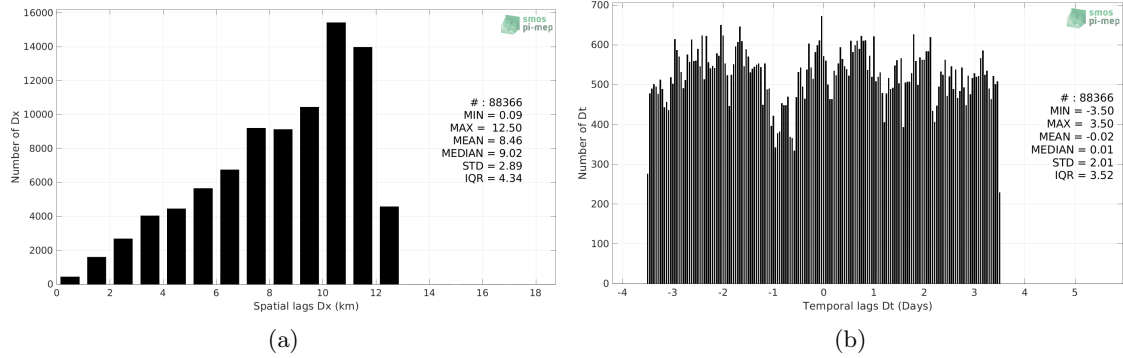 16000
14000
12000
10000
8000
6000
4000
2000
0
Number of Dx
0
2
4
6
8
10
12
14
16
18
Spatial lags Dx (km)
smos
pi-mep
# : 88366
MIN = 0.09
MAX = 12.50
MEAN = 8.46
MEDIAN = 9.02
STD = 2.89
IQR = 4.34
(a)
700
600
500
400
300
200
100
0
Number of Dt
-4
-3
-2
-1
0
1
2
3
4
5
Temporal lags Dt (Days)
smos
pi-mep
# : 88366
MIN = -3.50
MAX = 3.50
MEAN = -0.02
MEDIAN = 0.01
STD = 2.01
IQR = 3.52
(b)